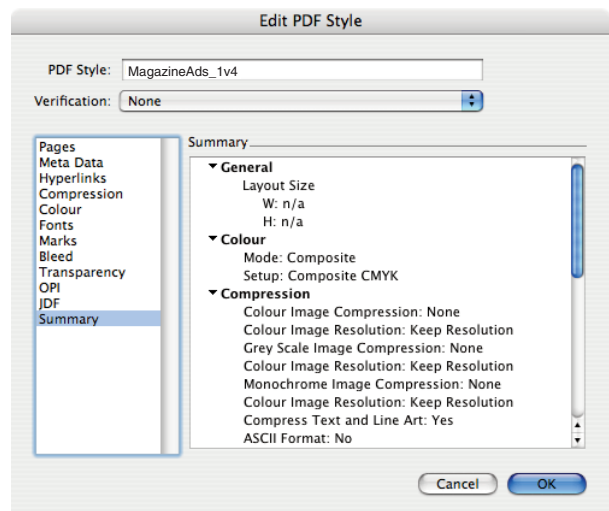 Edit PDF Style
PDF Style: MagazineAds_1v4
Verification: None
Pages
Meta Data
Hyperlinks
Compression
Colour
Fonts
Marks
Bleed
Transparency
OPI
JDF
Summary
Summary
General
Layout Size
W: n/a
H: n/a
Colour
Mode: Composite
Setup: Composite CMYK
Compression
Colour Image Compression: None
Colour Image Resolution: Keep Resolution
Grey Scale Image Compression: None
Colour Image Resolution: Keep Resolution
Monochrome Image Compression: None
Colour Image Resolution: Keep Resolution
Compress Text and Line Art: Yes
ASCII Format: No
Cancel OK